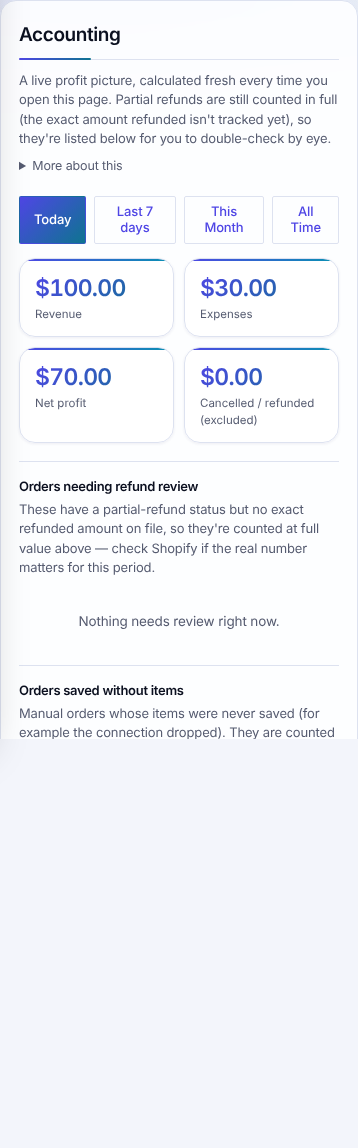 Accounting
A live profit picture, calculated fresh every time you
open this page. Partial refunds are still counted in full
(the exact amount refunded isn't tracked yet), so
they're listed below for you to double-check by eye.
▶ More about this
Today
Last 7
days
This
Month
All
Time
$100.00
Revenue
$30.00
Expenses
$70.00
Net profit
$0.00
Cancelled / refunded
(excluded)
Orders needing refund review
These have a partial-refund status but no exact
refunded amount on file, so they're counted at full
value above — check Shopify if the real number
matters for this period.
Nothing needs review right now.
Orders saved without items
Manual orders whose items were never saved (for
example the connection dropped). They are counted